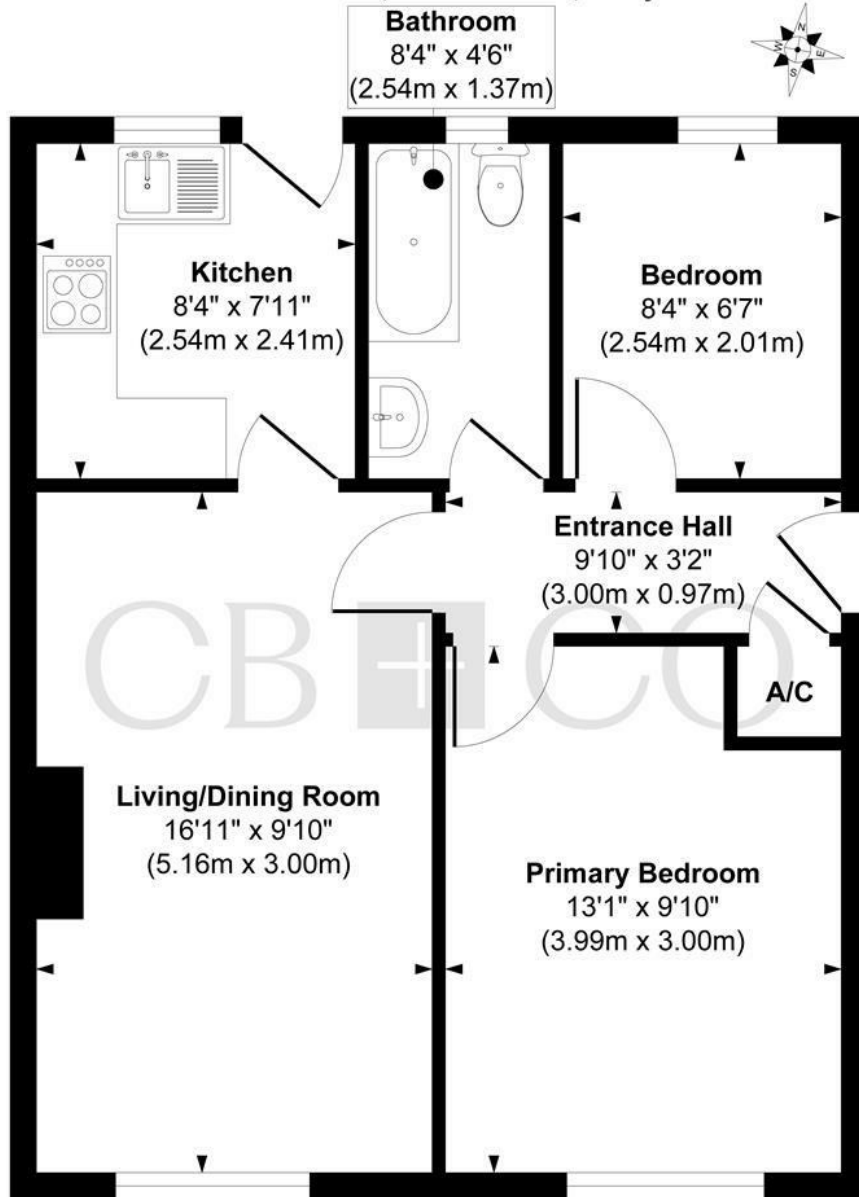 Bathroom
8'4" x 4'6"
(2.54m x 1.37m)
N
W
E
S
Kitchen
8'4" x 7'11"
(2.54m x 2.41m)
Bedroom
8'4" x 6'7"
(2.54m x 2.01m)
Entrance Hall
9'10" x 3'2"
(3.00m x 0.97m)
CB + CO
A/C
Living/Dining Room
16'11" x 9'10"
(5.16m x 3.00m)
Primary Bedroom
13'1" x 9'10"
(3.99m x 3.00m)